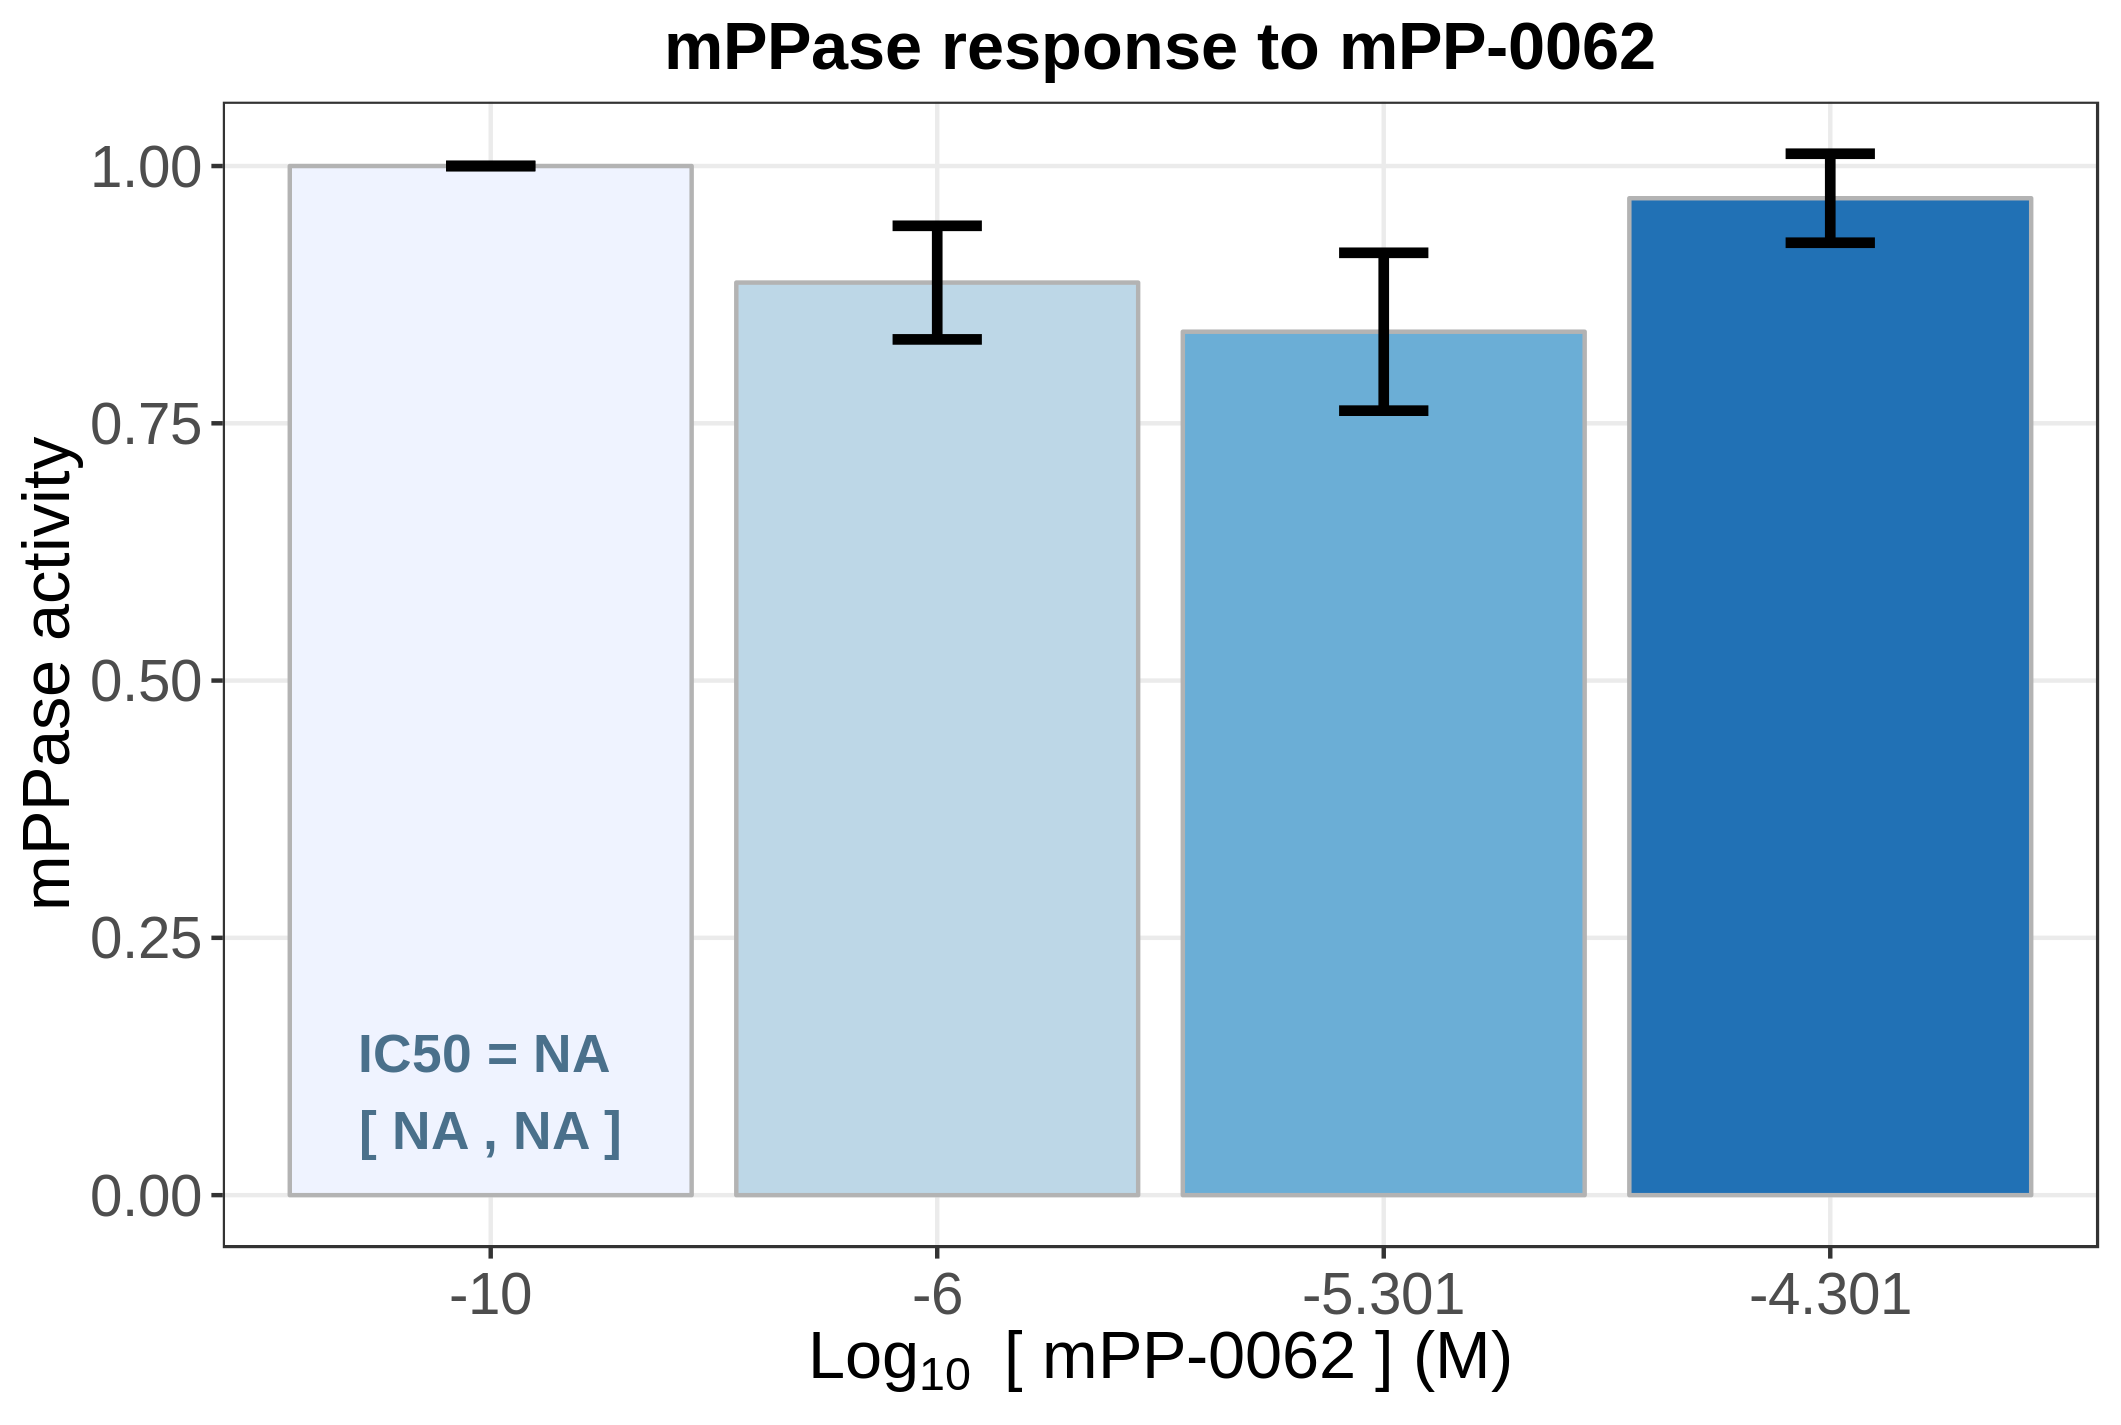 mPPase response to mPP-0062
mPPase activity
1.00
0.75
0.50
0.25
0.00
IC50 = NA
[ NA , NA ]
-10
-6
-5.301
-4.301
Log₁₀ [ mPP-0062 ] (M)